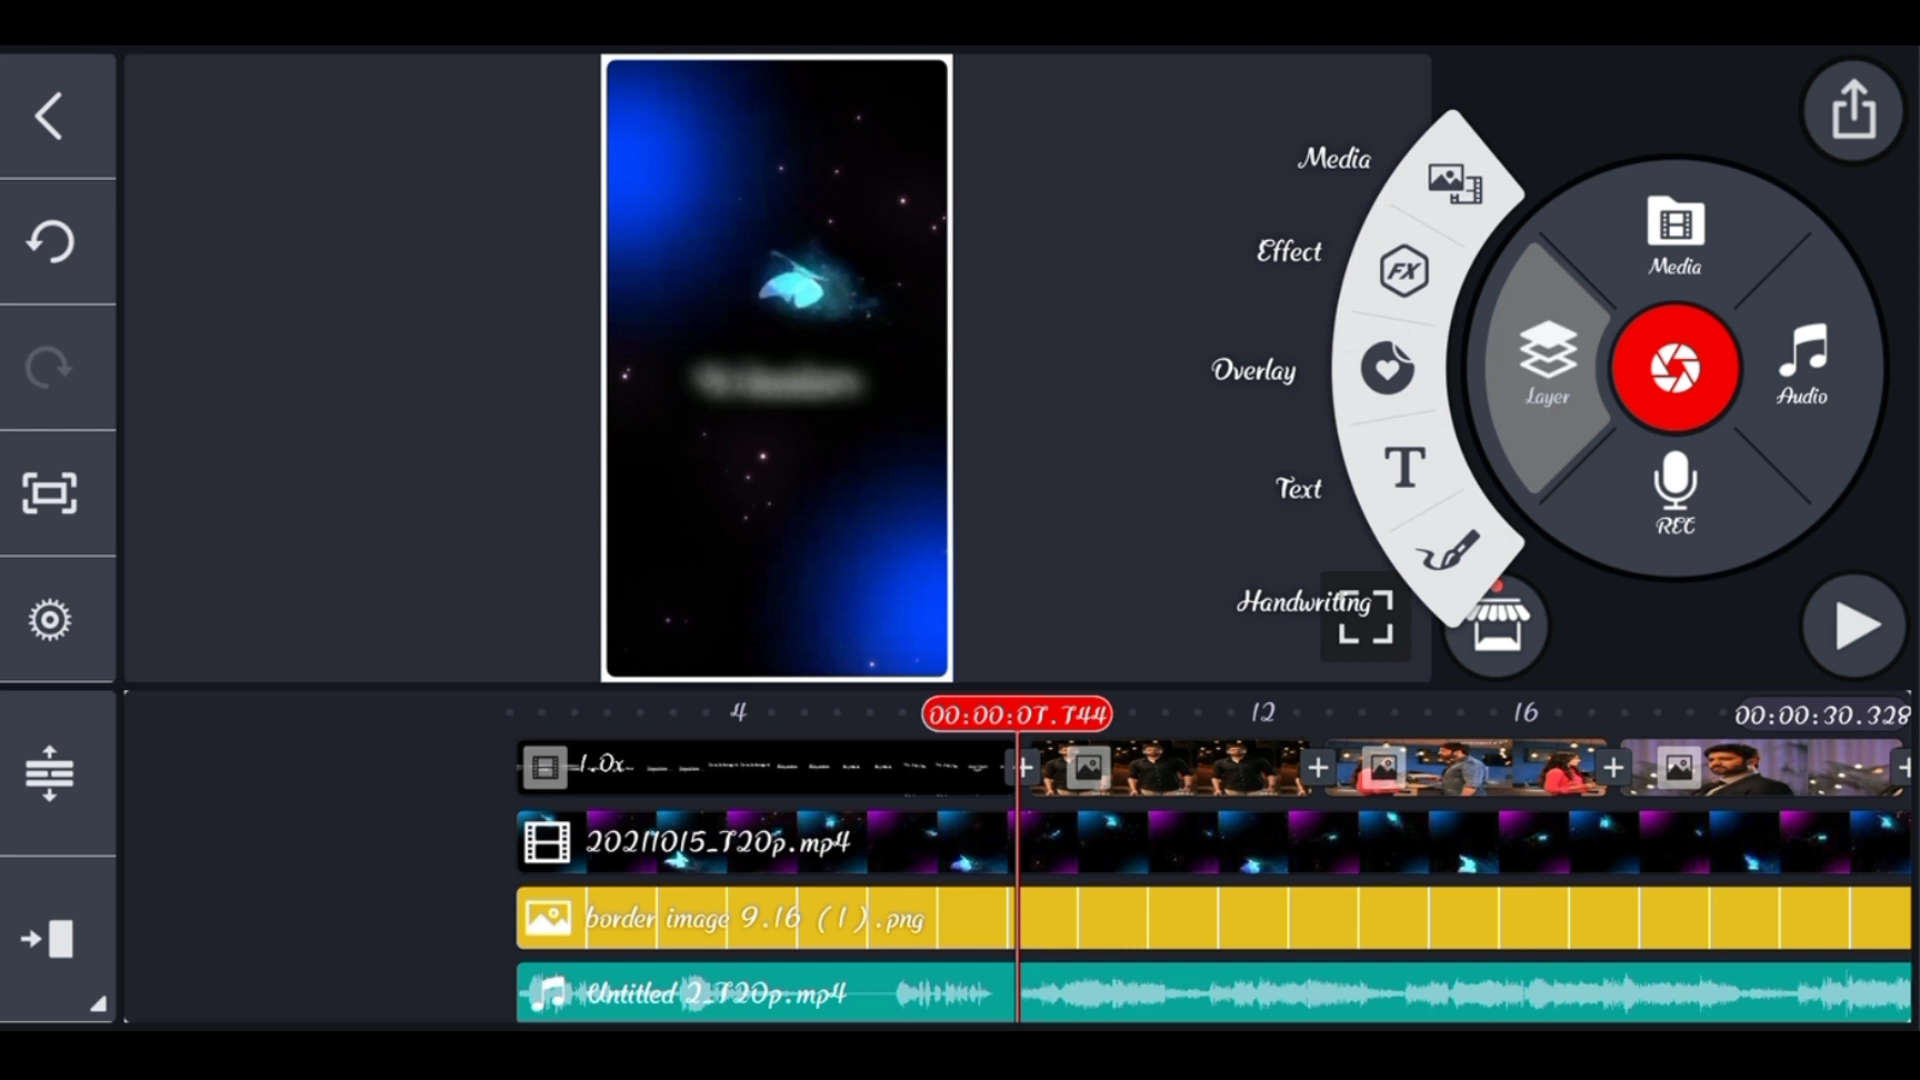 Media
Effect
Overlay
Text
Handwriting
Media
Layer
Audio
REC
FX
4
00:00:07.744
12
16
00:00:30.328
1.0x
20211015_720p.mp4
border image 9.16 (1).png
Untitled 2_720p.mp4